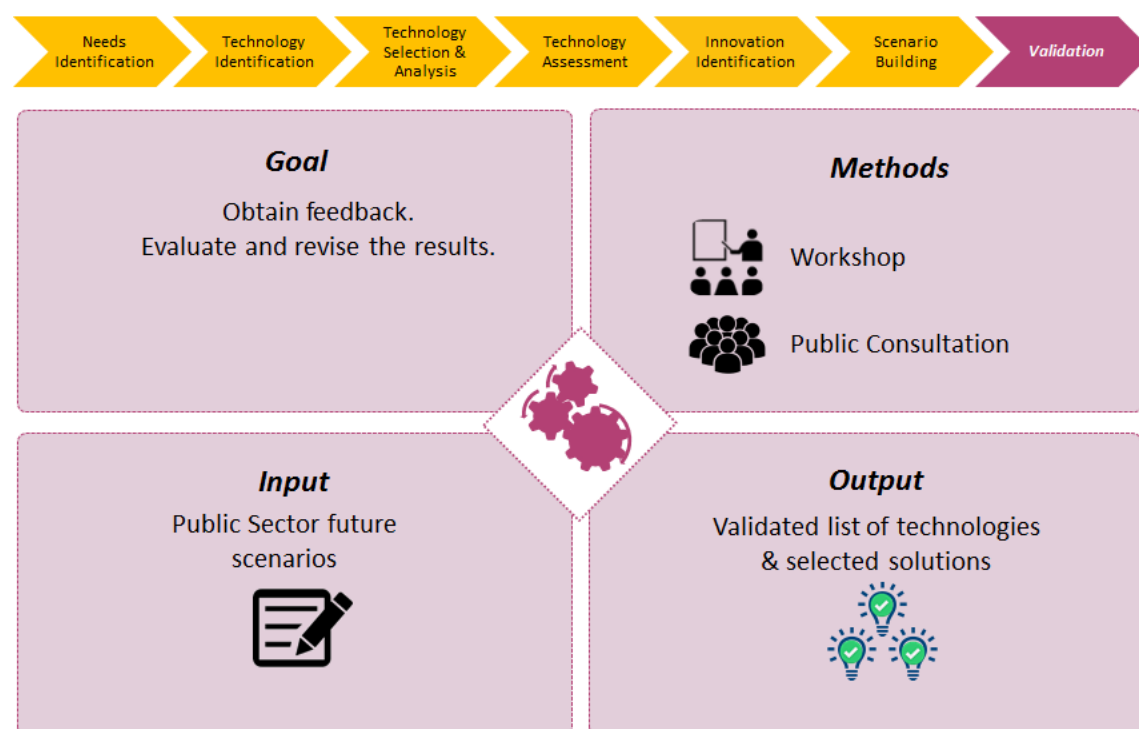 Needs
Identification
Technology
Identification
Technology
Selection &
Analysis
Technology
Assessment
Innovation
Identification
Scenario
Building
Validation
Goal
Obtain feedback.
Evaluate and revise the results.
Methods
Workshop
Public Consultation
Input
Public Sector future
scenarios
Output
Validated list of technologies
& selected solutions